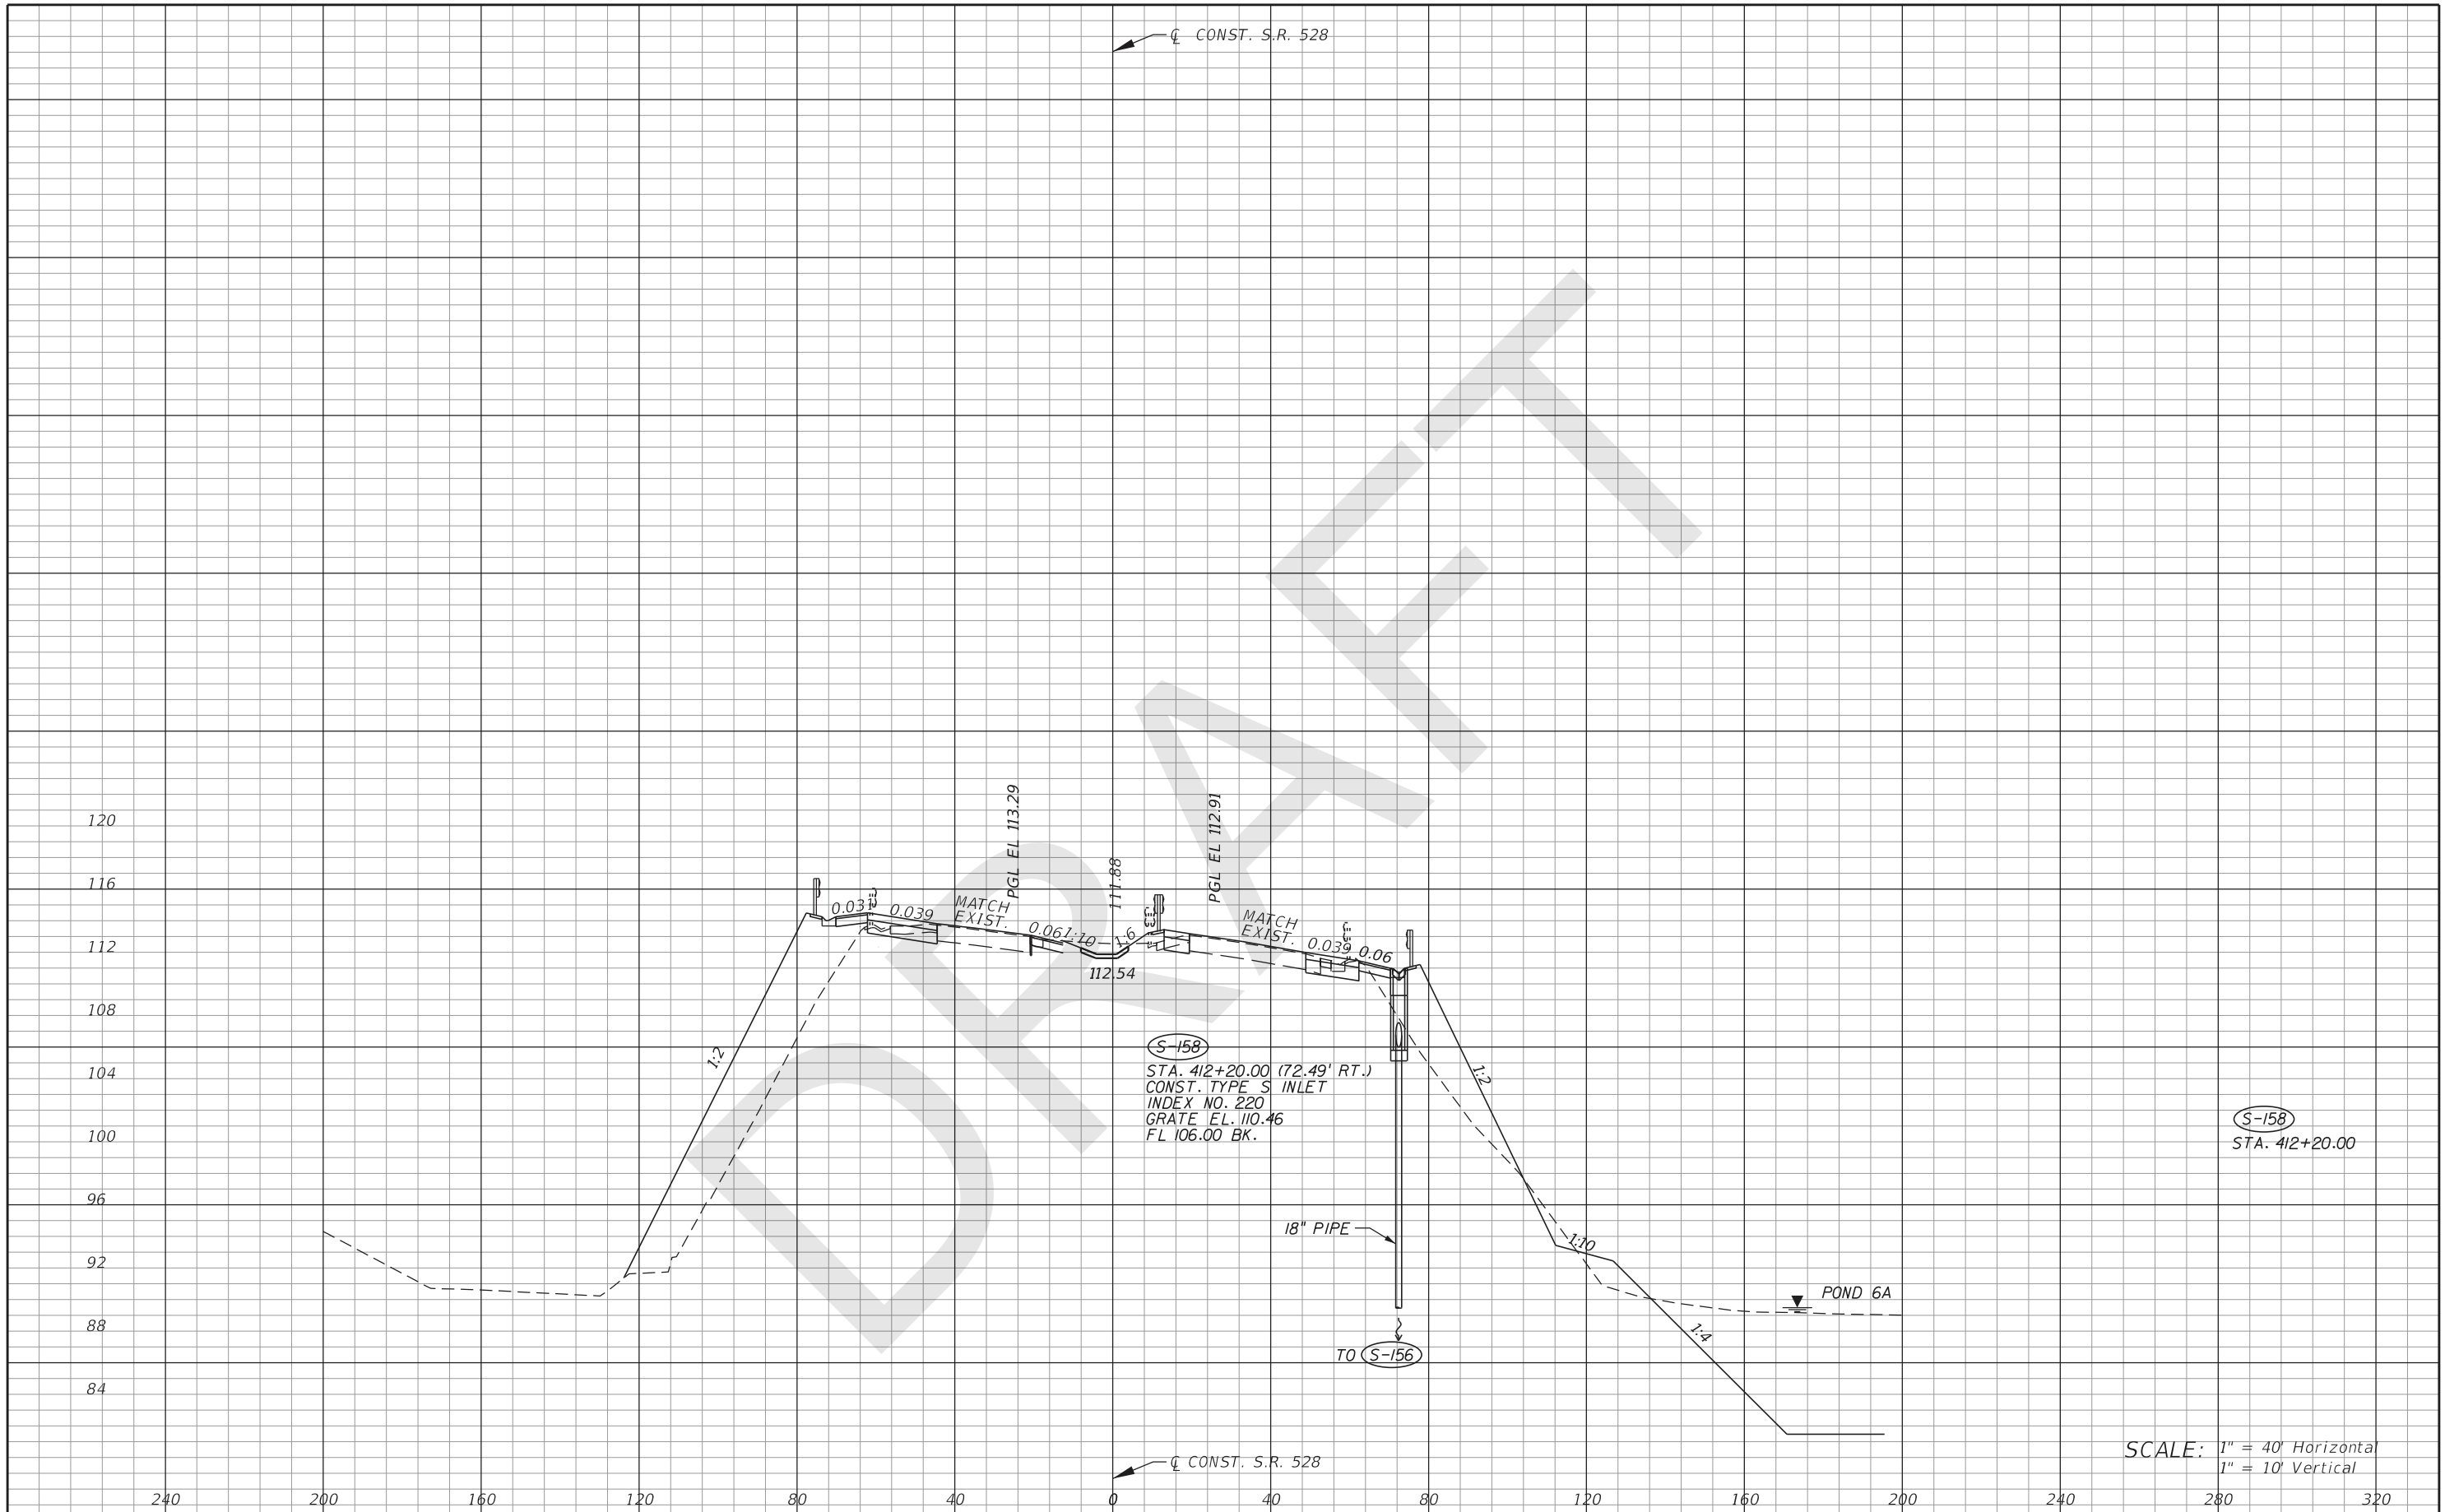 ℄ CONST. S.R. 528
DRAFT
120
116
112
108
104
100
96
92
88
84
PGL EL 113.29
111.88
PGL EL 112.91
0.031
0.039
MATCH
EXIST.
0.06
1:10
1:6
112.54
MATCH
EXIST.
0.039
0.06
1:2
S-158
STA. 412+20.00 (72.49' RT.)
CONST. TYPE S INLET
INDEX NO. 220
GRATE EL. 110.46
FL 106.00 BK.
1:2
S-158
STA. 412+20.00
18" PIPE
1:10
POND 6A
1:4
TO S-156
℄ CONST. S.R. 528
SCALE: 1" = 40' Horizontal
1" = 10' Vertical
240 200 160 120 80 40 0 40 80 120 160 200 240 280 320